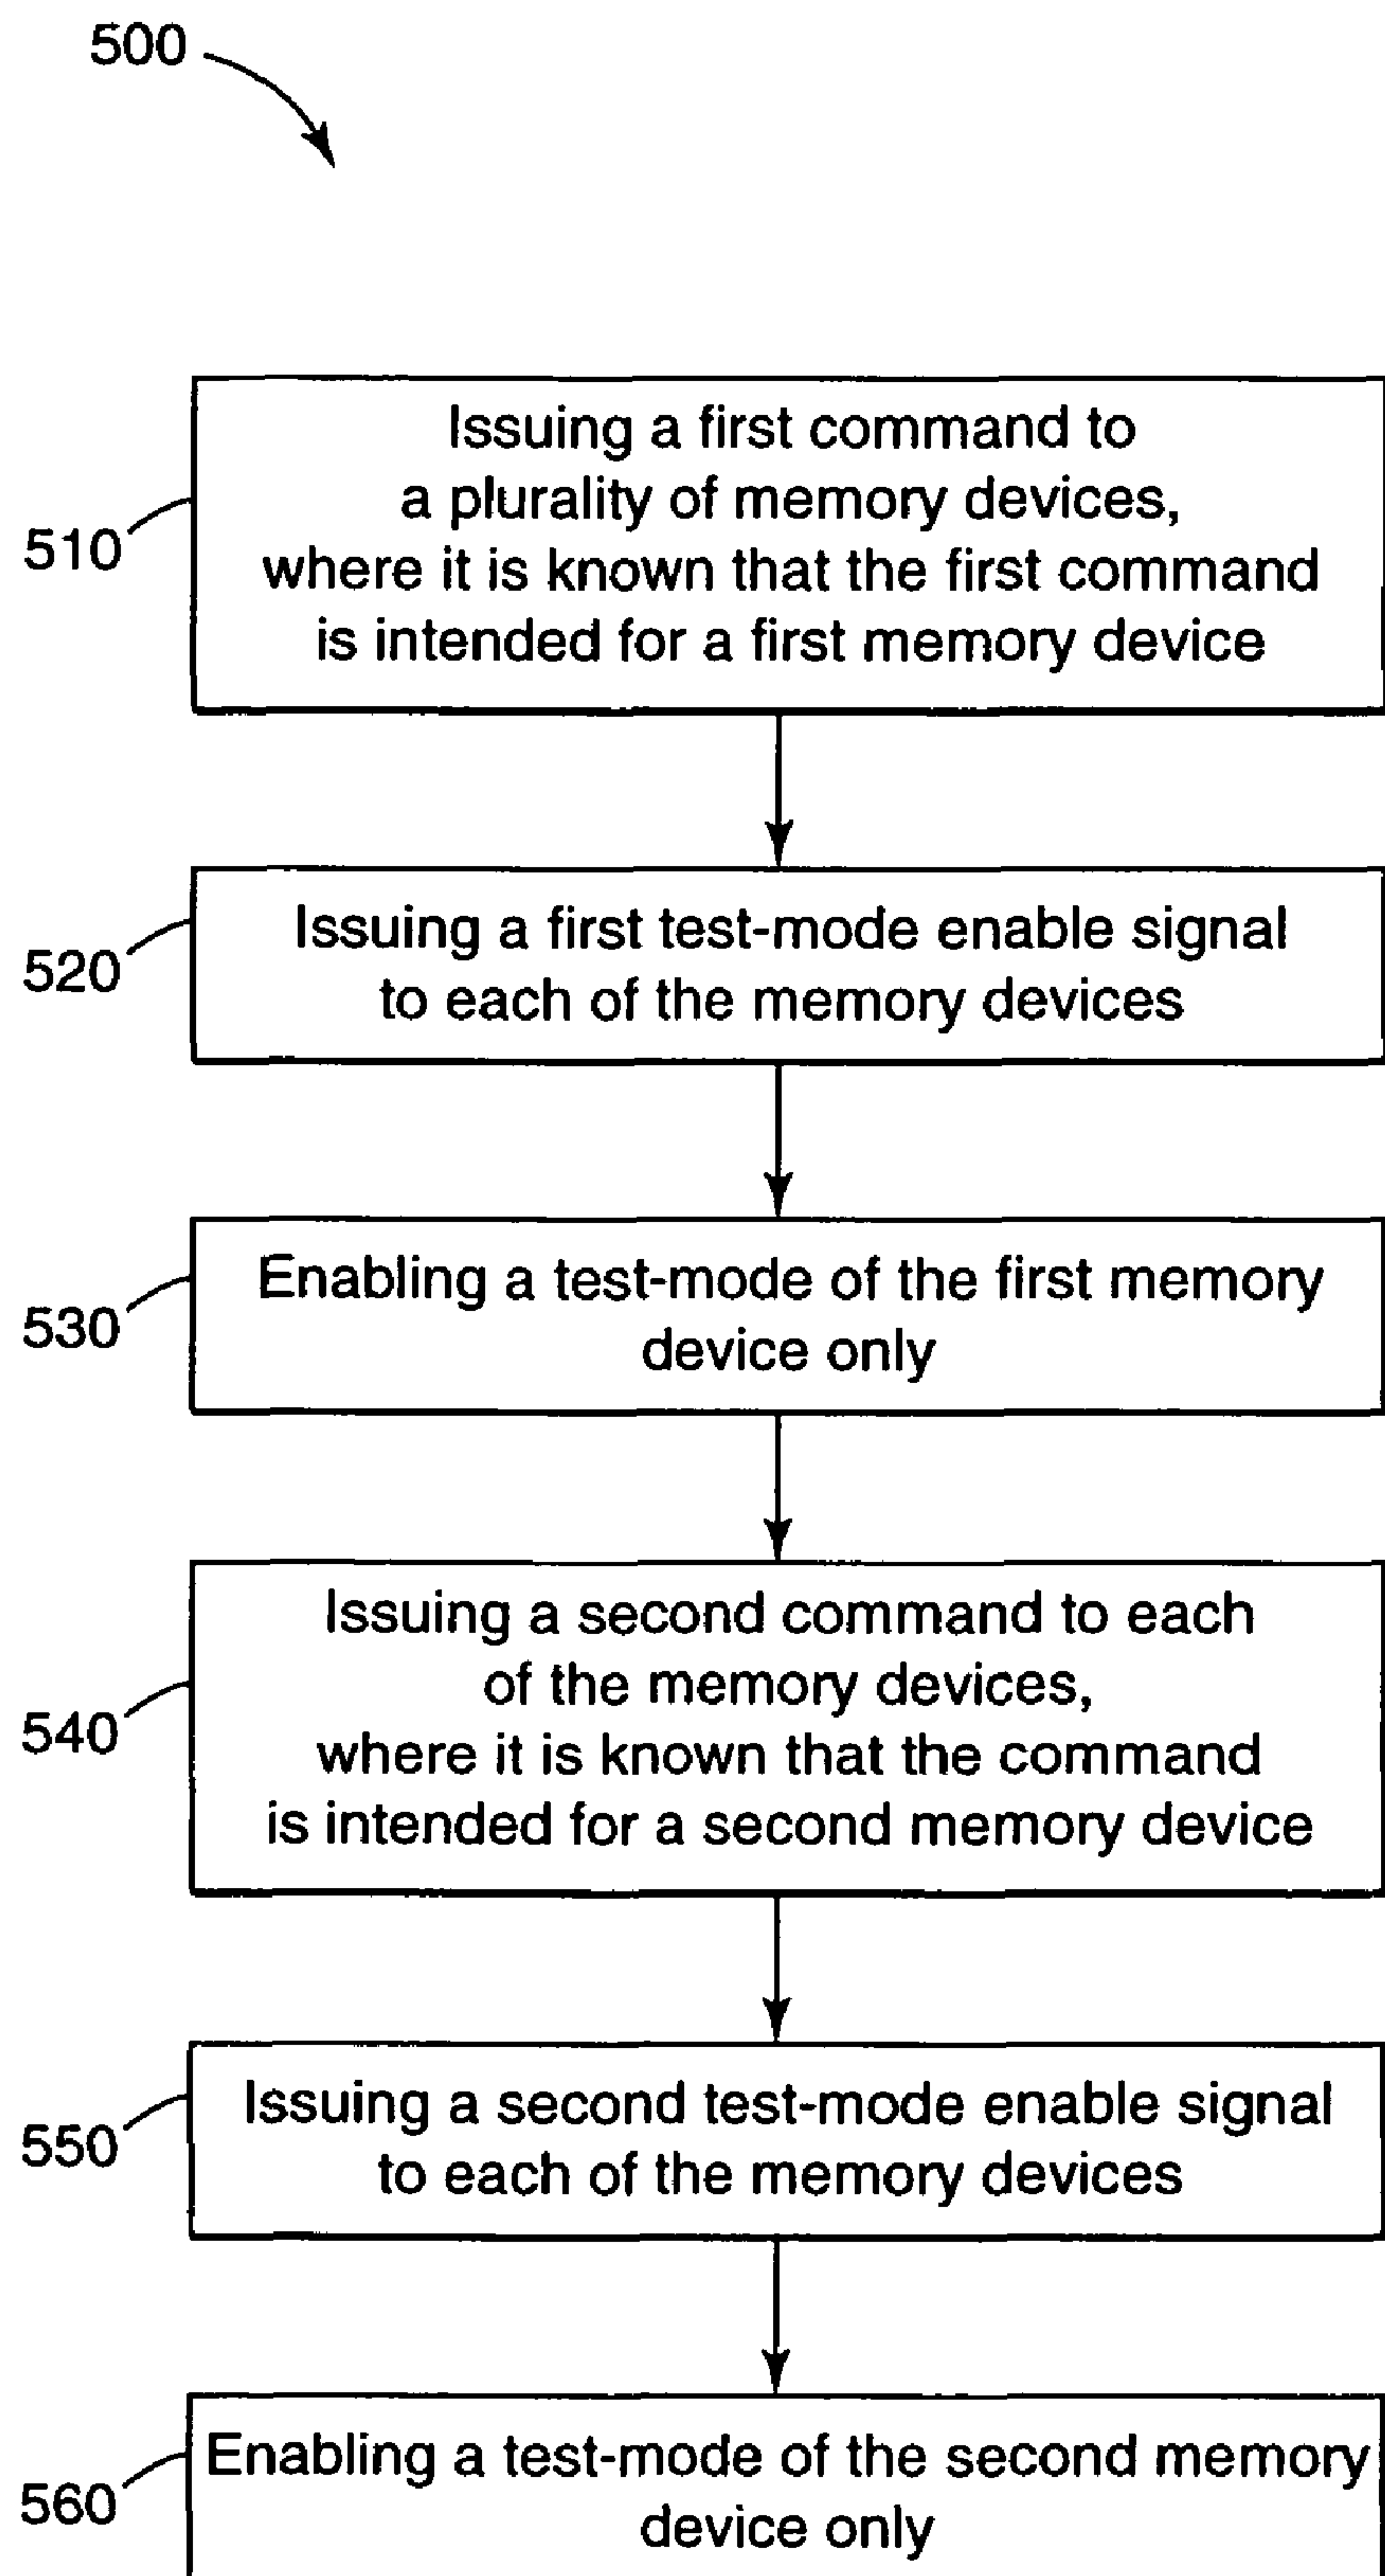 500
510
Issuing a first command to
a plurality of memory devices,
where it is known that the first command
is intended for a first memory device
520
Issuing a first test-mode enable signal
to each of the memory devices
530
Enabling a test-mode of the first memory
device only
540
Issuing a second command to each
of the memory devices,
where it is known that the command
is intended for a second memory device
550
Issuing a second test-mode enable signal
to each of the memory devices
560
Enabling a test-mode of the second memory
device only